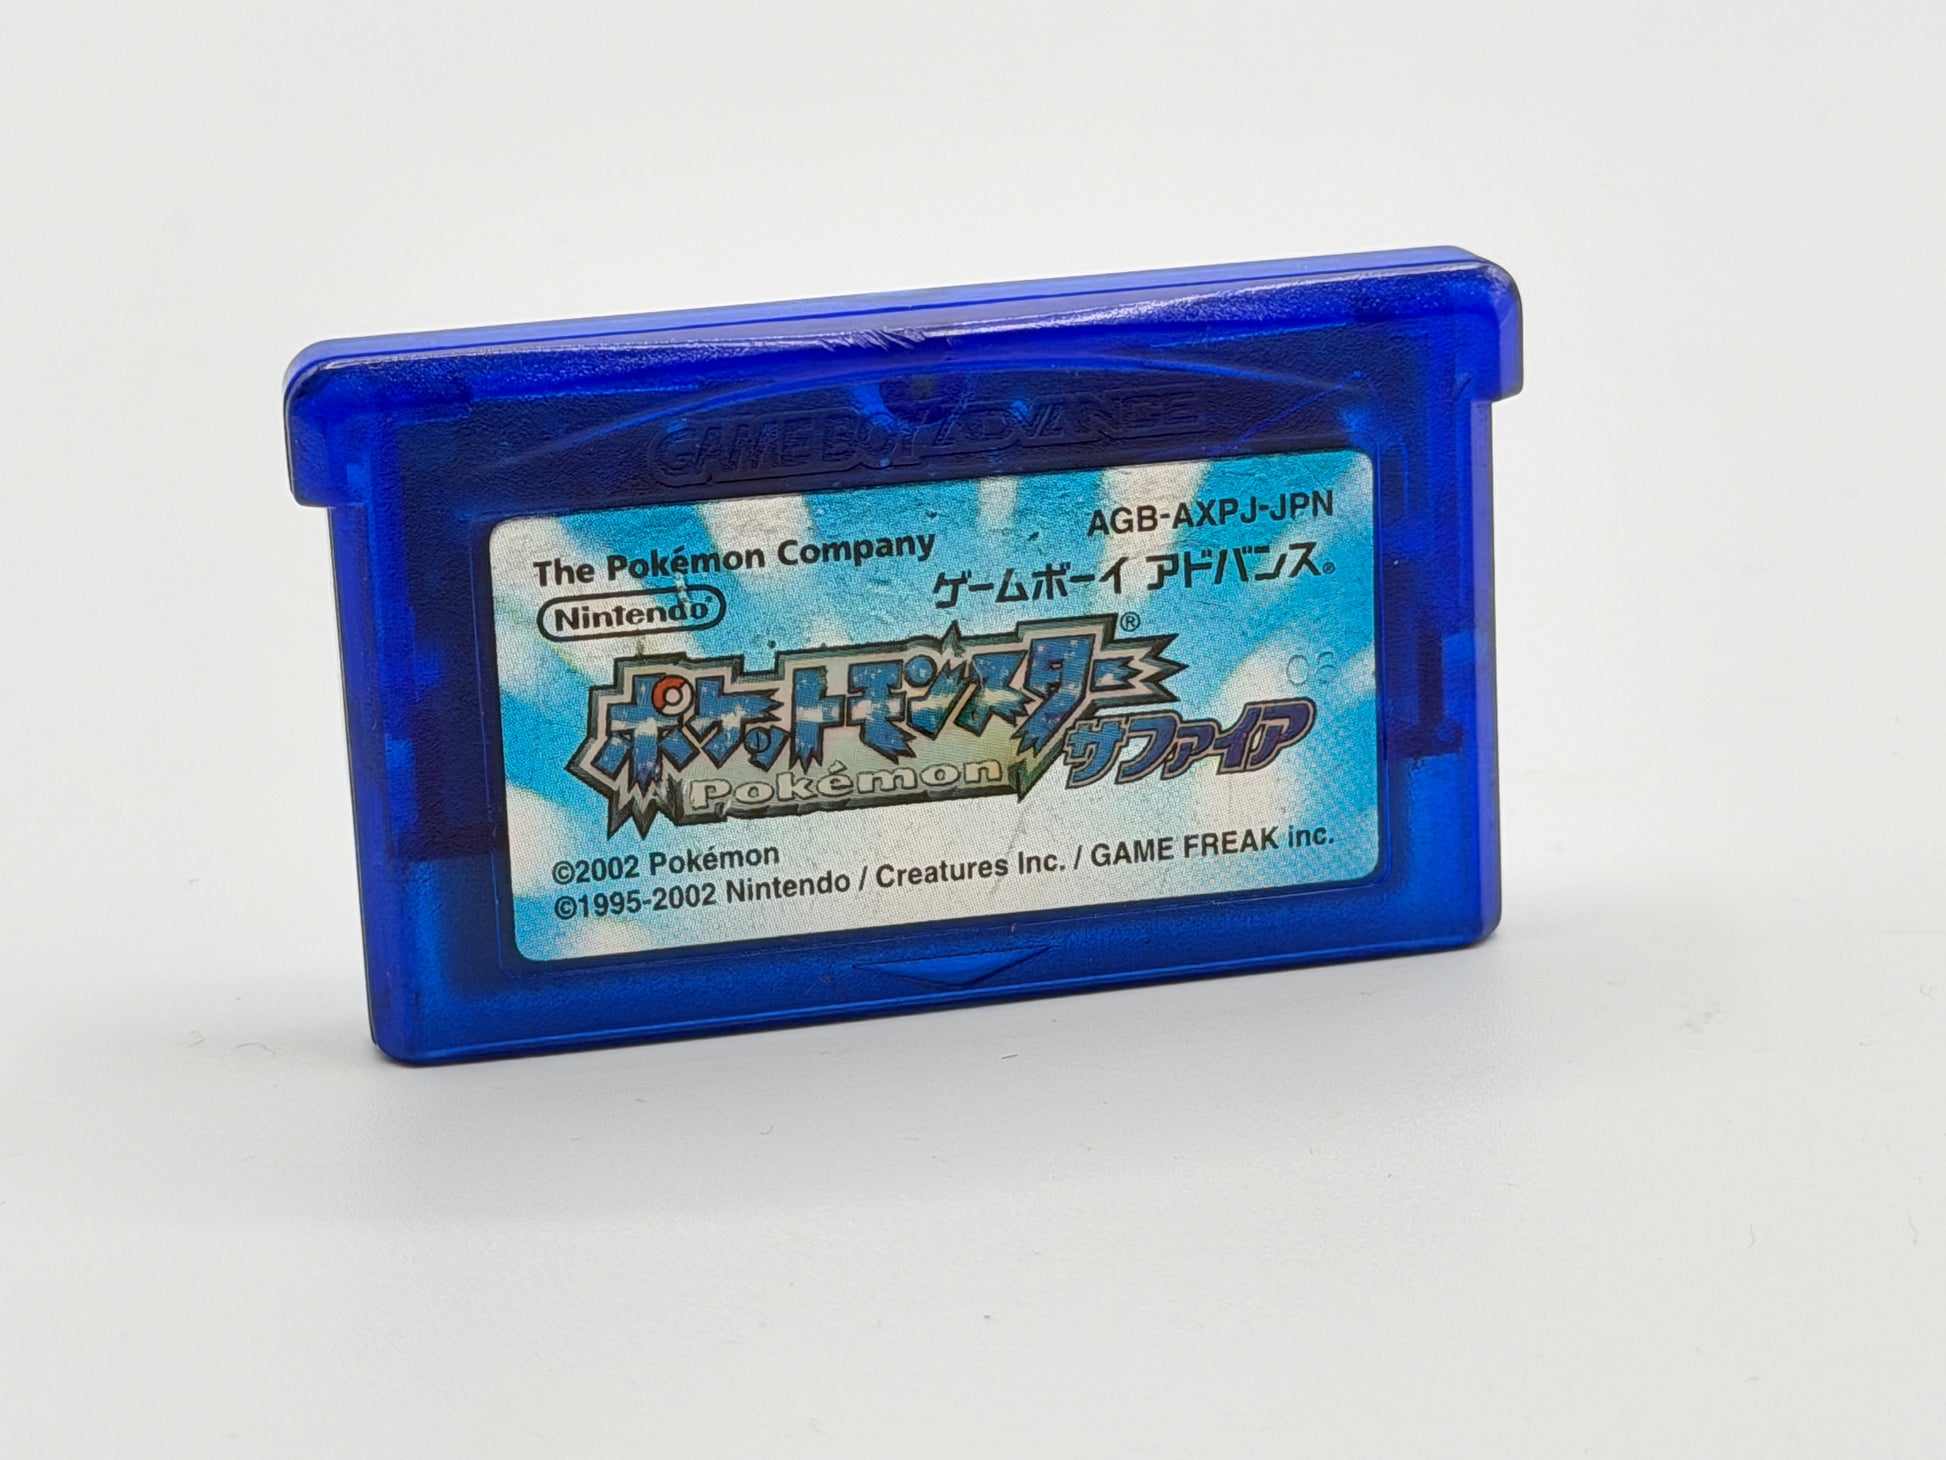 GAME BOY ADVANCE
AGB-AXPJ-JPN
The Pokémon Company
ゲームボーイ アドバンス®
Nintendo®
ポケットモンスター®
サファイア
Pokémon
06
©2002 Pokémon
©1995-2002 Nintendo / Creatures Inc. / GAME FREAK inc.